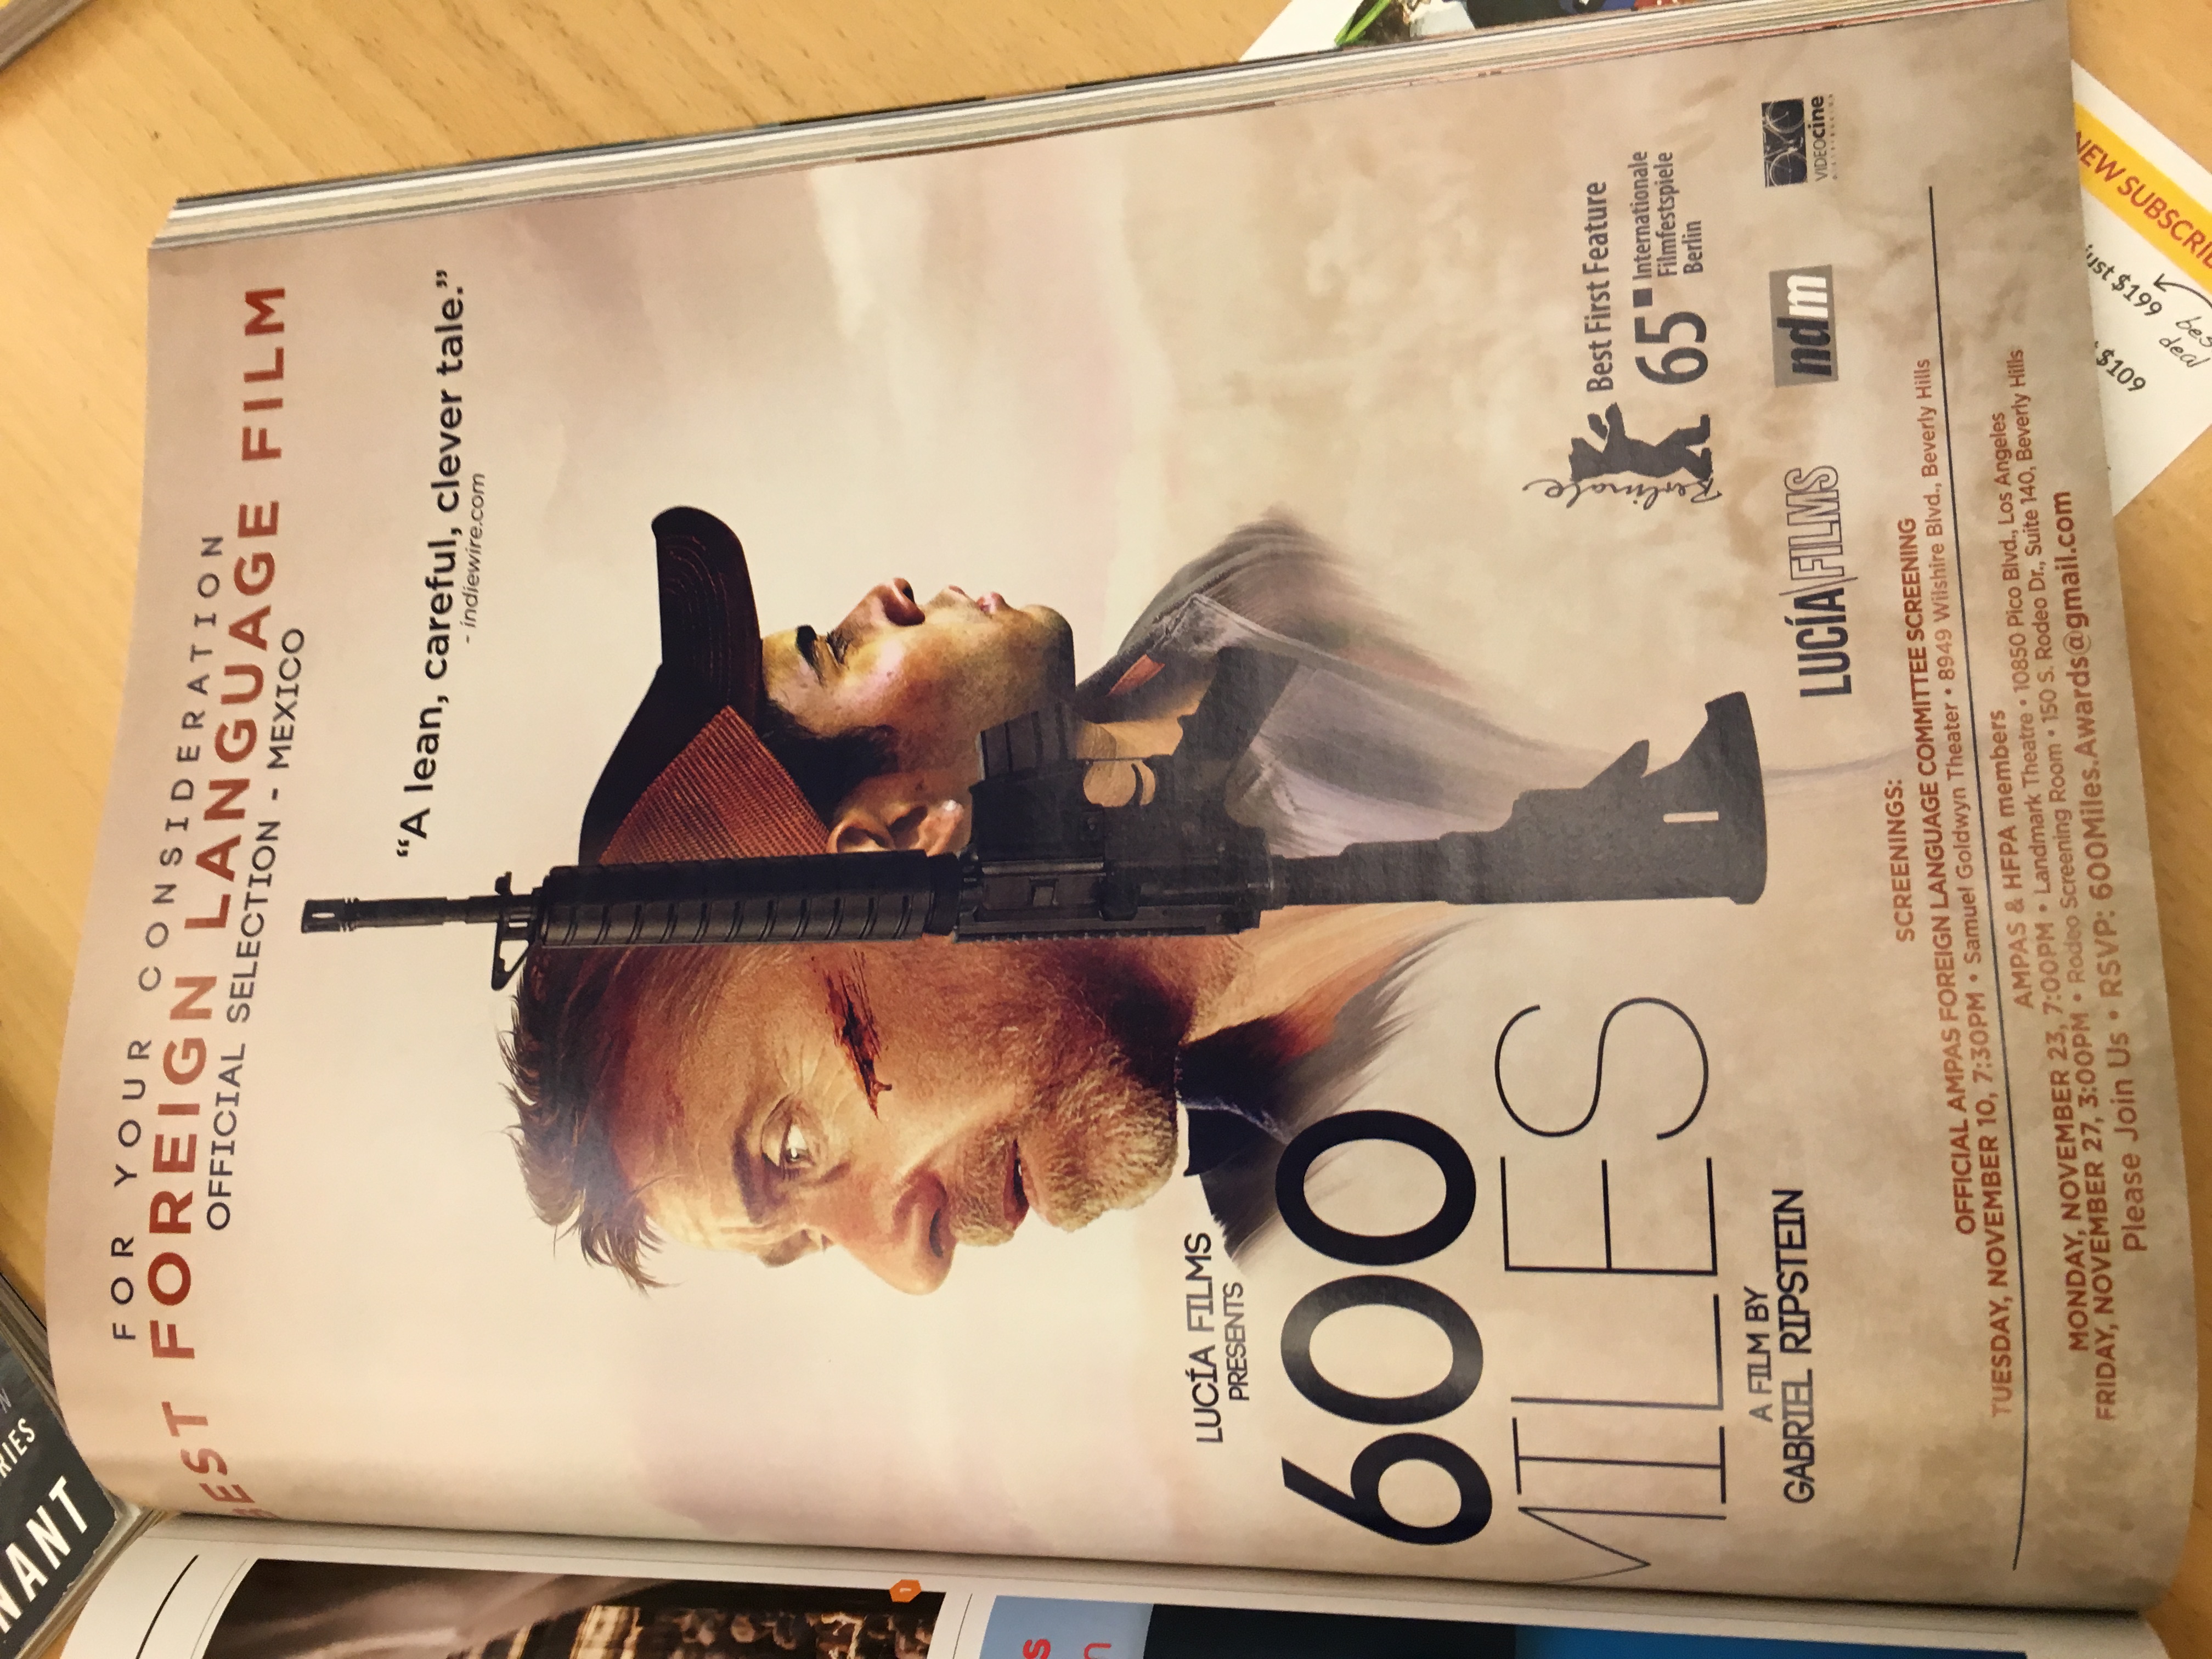 RIES
NANT
FOR YOUR CONSIDERATION
BEST FOREIGN LANGUAGE FILM
OFFICIAL SELECTION - MEXICO
“A lean, careful, clever tale.”
- indiewire.com
1
s
n
LUCÍA FILMS
PRESENTS
600
MILES
A FILM BY
GABRIEL RIPSTEIN
Berlinale
Best First Feature
65
Internationale
Filmfestspiele
Berlin
LUCÍA FILMS
ndm
VIDEOcine
SCREENINGS:
OFFICIAL AMPAS FOREIGN LANGUAGE COMMITTEE SCREENING
TUESDAY, NOVEMBER 10, 7:30PM • Samuel Goldwyn Theater • 8949 Wilshire Blvd., Beverly Hills
AMPAS & HFPA members
MONDAY, NOVEMBER 23, 7:00PM • Landmark Theatre • 10850 Pico Blvd., Los Angeles
FRIDAY, NOVEMBER 27, 3:00PM • Rodeo Screening Room • 150 S. Rodeo Dr., Suite 140, Beverly Hills
Please Join Us • RSVP: 600Miles.Awards@gmail.com
NEW SUBSCRI
just $199
$109
deal